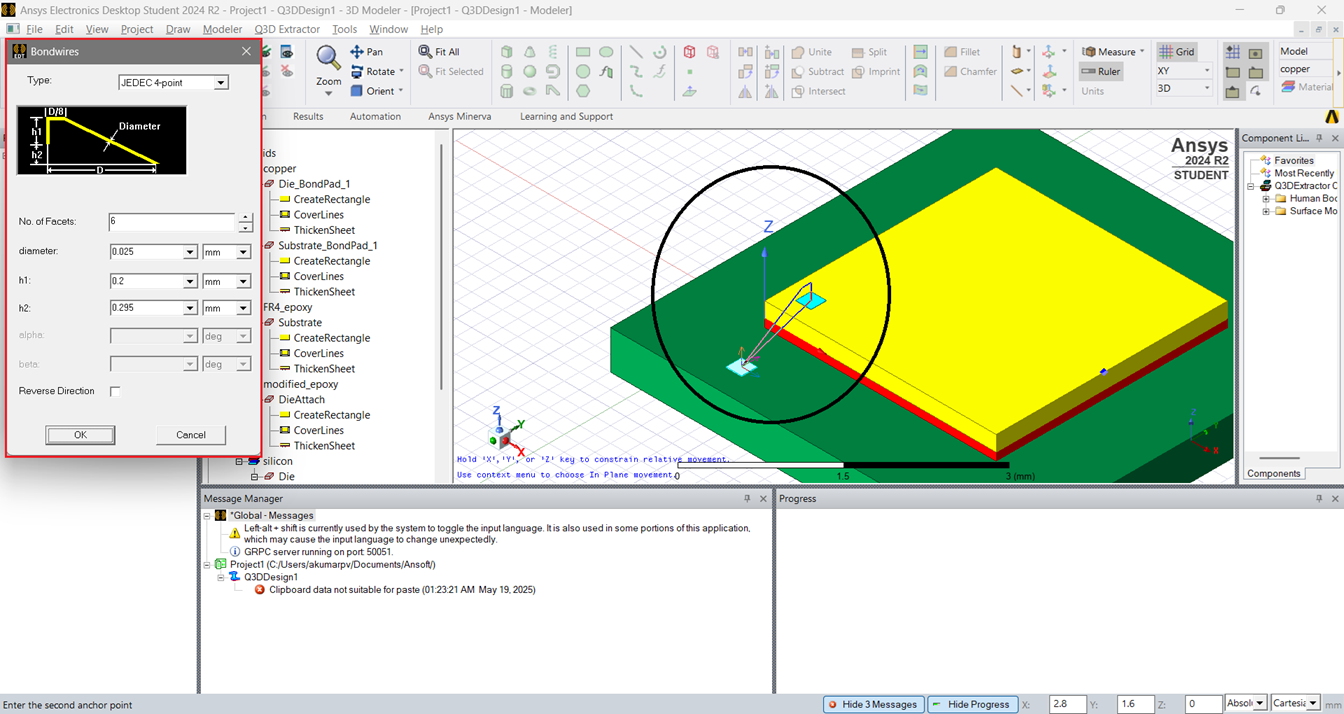 Ansys Electronics Desktop Student 2024 R2 - Project1 - Q3DDesign1 - 3D Modeler - [Project1 - Q3DDesign1 - Modeler]
File Edit View Project Draw Modeler Q3D Extractor Tools Window Help
Bondwires
Type: JEDEC 4-point
D/8
h1
h2
Diameter
D
No. of Facets: 6
diameter: 0.025 mm
h1: 0.2 mm
h2: 0.295 mm
alpha: deg
beta: deg
Reverse Direction
OK Cancel
Zoom
Pan
Rotate
Orient
Fit All
Fit Selected
Unite
Subtract
Intersect
Split
Imprint
Fillet
Chamfer
Measure
Ruler
Units
Grid
XY
3D
Model
copper
Material
Results Automation Ansys Minerva Learning and Support
ids
copper
Die_BondPad_1
CreateRectangle
CoverLines
ThickenSheet
Substrate_BondPad_1
CreateRectangle
CoverLines
ThickenSheet
FR4_epoxy
Substrate
CreateRectangle
CoverLines
ThickenSheet
modified_epoxy
DieAttach
CreateRectangle
CoverLines
ThickenSheet
silicon
Die
Ansys
2024 R2
STUDENT
Z
Z
Y
X
Z
Y
X
Hold 'X','Y', or 'Z' key to constrain relative movement.
Use context menu to choose In Plane movement.
0 1.5 3 (mm)
Component Li...
Favorites
Most Recently
Q3DExtractor C
Human Boo
Surface Mo
Components
Message Manager
*Global - Messages
Left-alt + shift is currently used by the system to toggle the input language. It is also used in some portions of this application,
which may cause the input language to change unexpectedly.
GRPC server running on port: 50051.
Project1 (C:/Users/akumarpv/Documents/Ansoft/)
Q3DDesign1
Clipboard data not suitable for paste (01:23:21 AM May 19, 2025)
Progress
Enter the second anchor point
Hide 3 Messages Hide Progress X: 2.8 Y: 1.6 Z: 0 Absolu Cartesia mm